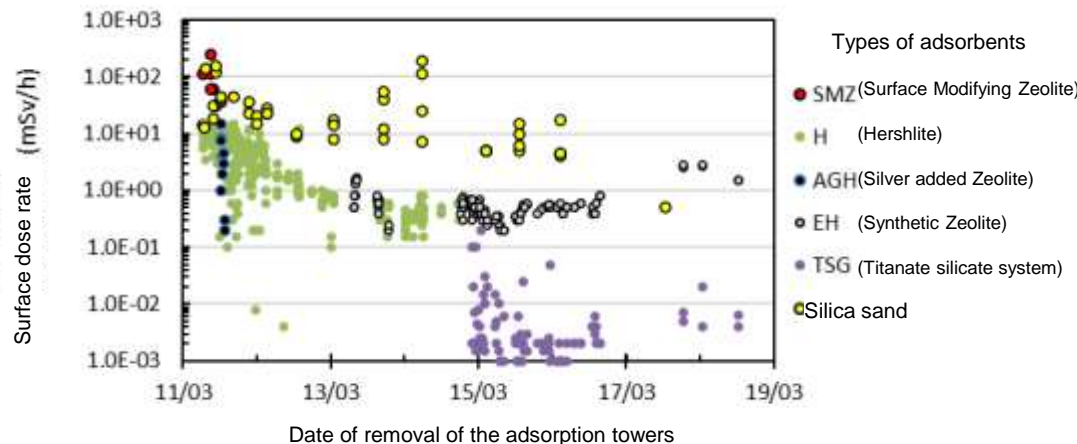 1.0E+03
1.0E+02
1.0E+01
1.0E+00
1.0E-01
1.0E-02
1.0E-03
Surface dose rate (mSv/h)
11/03 13/03 15/03 17/03 19/03
Date of removal of the adsorption towers
Types of adsorbents
SMZ (Surface Modifying Zeolite)
H (Hershlite)
AGH (Silver added Zeolite)
EH (Synthetic Zeolite)
TSG (Titanate silicate system)
Silica sand